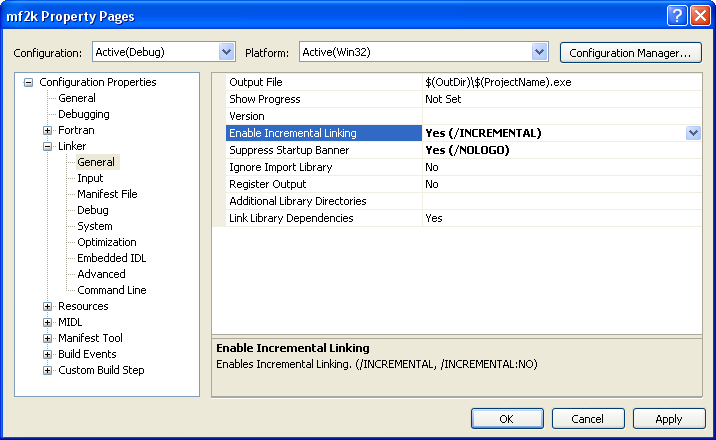 mf2k Property Pages
Configuration: Active(Debug) Platform: Active(Win32) Configuration Manager...
Configuration Properties
General
Debugging
Fortran
Linker
General
Input
Manifest File
Debug
System
Optimization
Embedded IDL
Advanced
Command Line
Resources
MIDL
Manifest Tool
Build Events
Custom Build Step
Output File $(OutDir)\$(ProjectName).exe
Show Progress Not Set
Version
Enable Incremental Linking Yes (/INCREMENTAL)
Suppress Startup Banner Yes (/NOLOGO)
Ignore Import Library No
Register Output No
Additional Library Directories
Link Library Dependencies Yes
Enable Incremental Linking
Enables Incremental Linking. (/INCREMENTAL, /INCREMENTAL:NO)
OK Cancel Apply